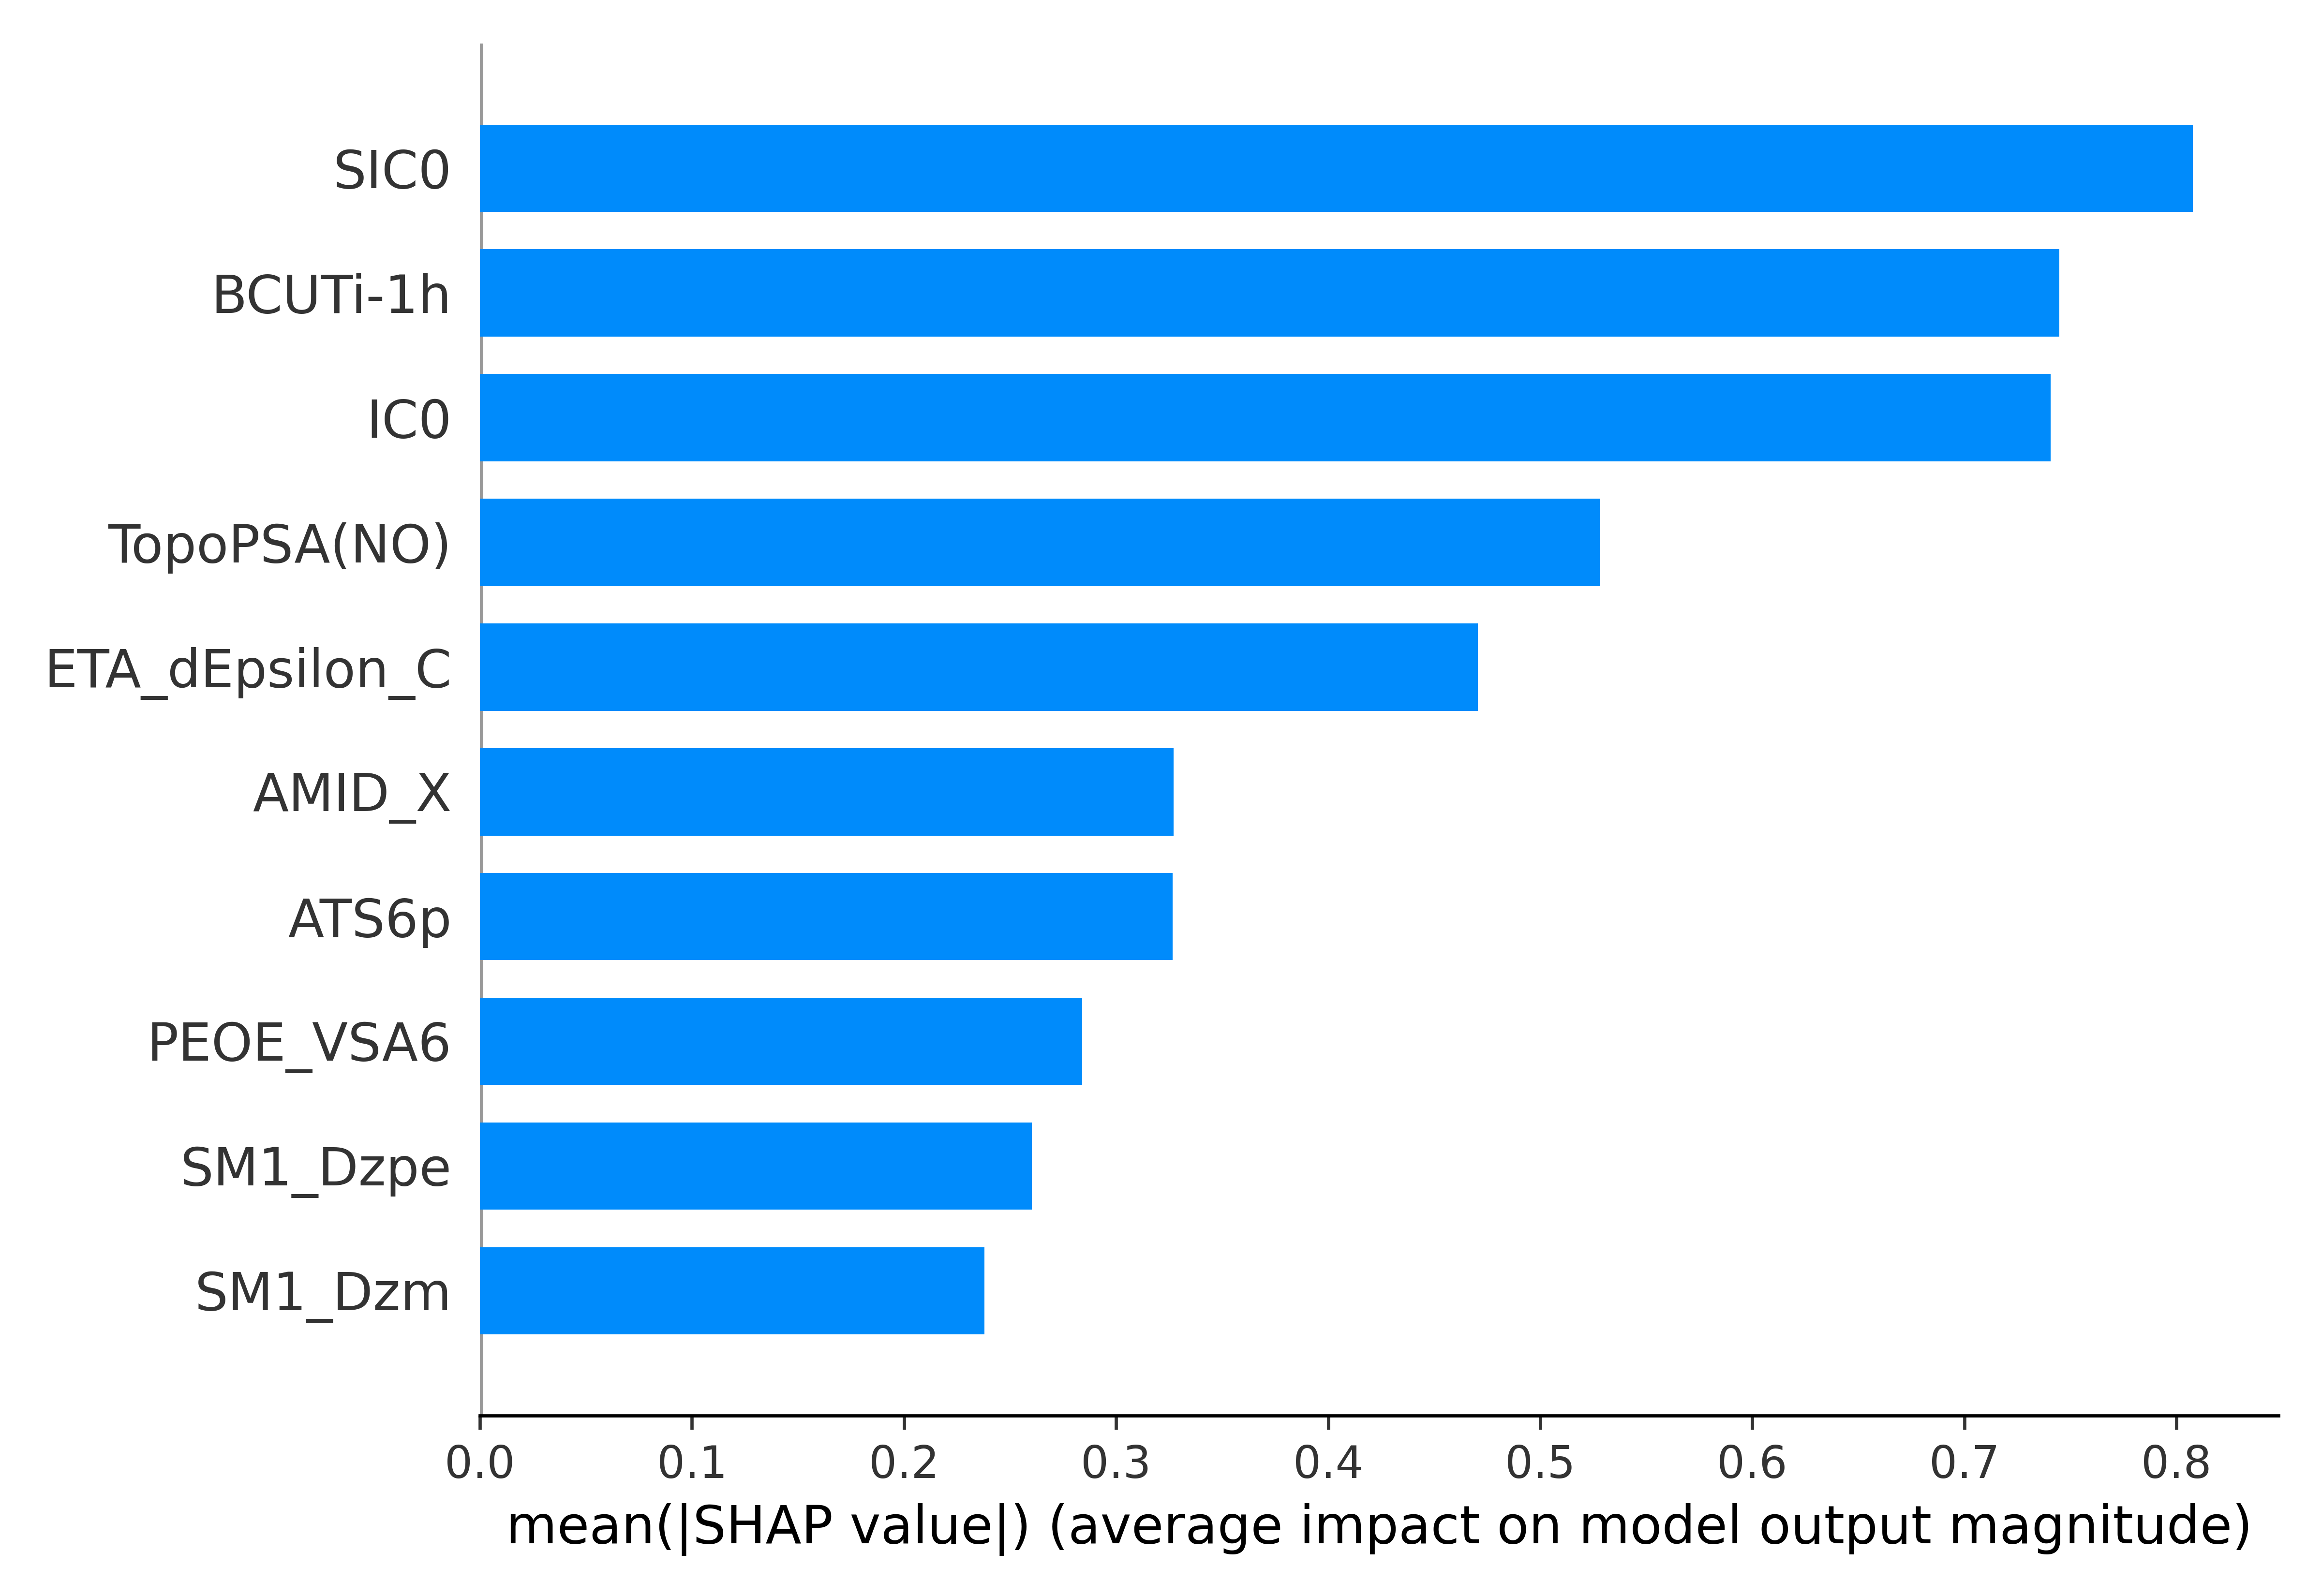 SIC0
BCUTi-1h
IC0
TopoPSA(NO)
ETA_dEpsilon_C
AMID_X
ATS6p
PEOE_VSA6
SM1_Dzpe
SM1_Dzm
0.0 0.1 0.2 0.3 0.4 0.5 0.6 0.7 0.8
mean(|SHAP value|) (average impact on model output magnitude)